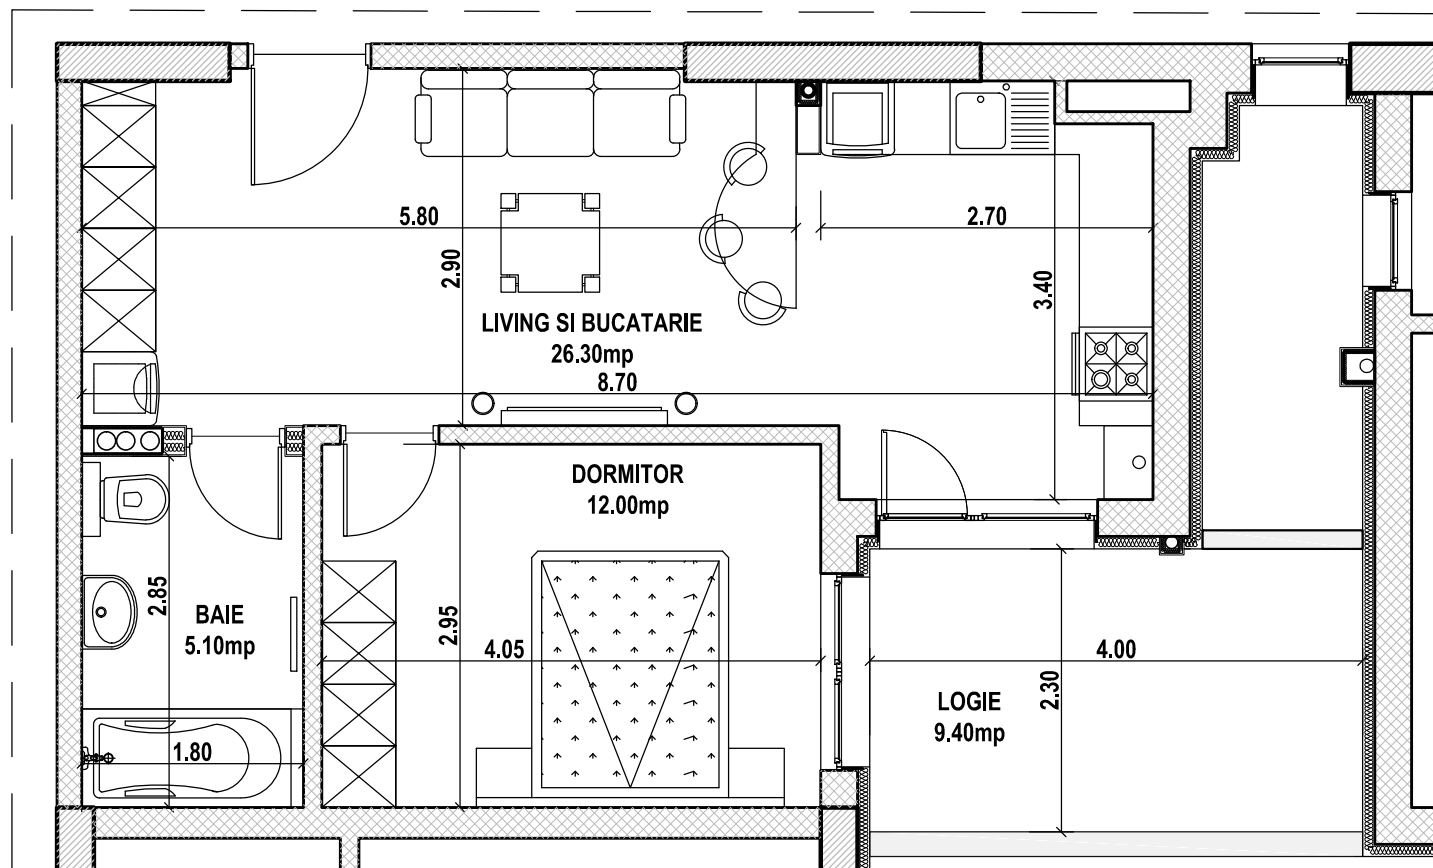 5.80
2.70
2.90
3.40
LIVING SI BUCATARIE
26.30mp
8.70
DORMITOR
12.00mp
2.85
BAIE
5.10mp
2.95
4.05
4.00
2.30
LOGIE
9.40mp
1.80